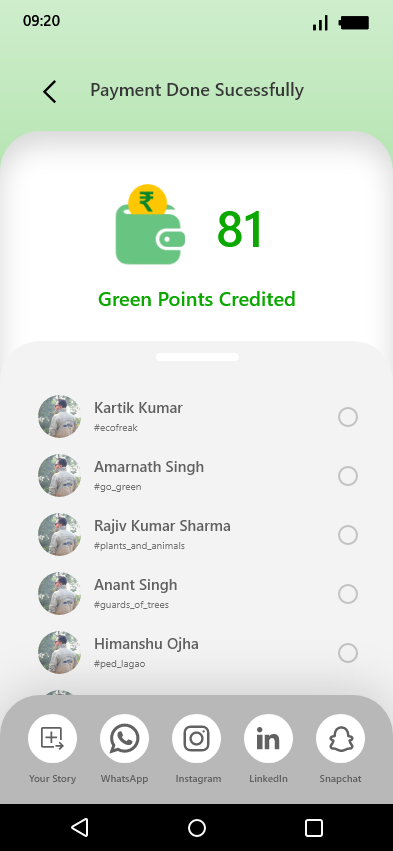 09:20
Payment Done Sucessfully
81
Green Points Credited
Kartik Kumar
#ecofreak
Amarnath Singh
#go_green
Rajiv Kumar Sharma
#plants_and_animals
Anant Singh
#guards_of_trees
Himanshu Ojha
#ped_lagao
Your Story
WhatsApp
Instagram
LinkedIn
Snapchat